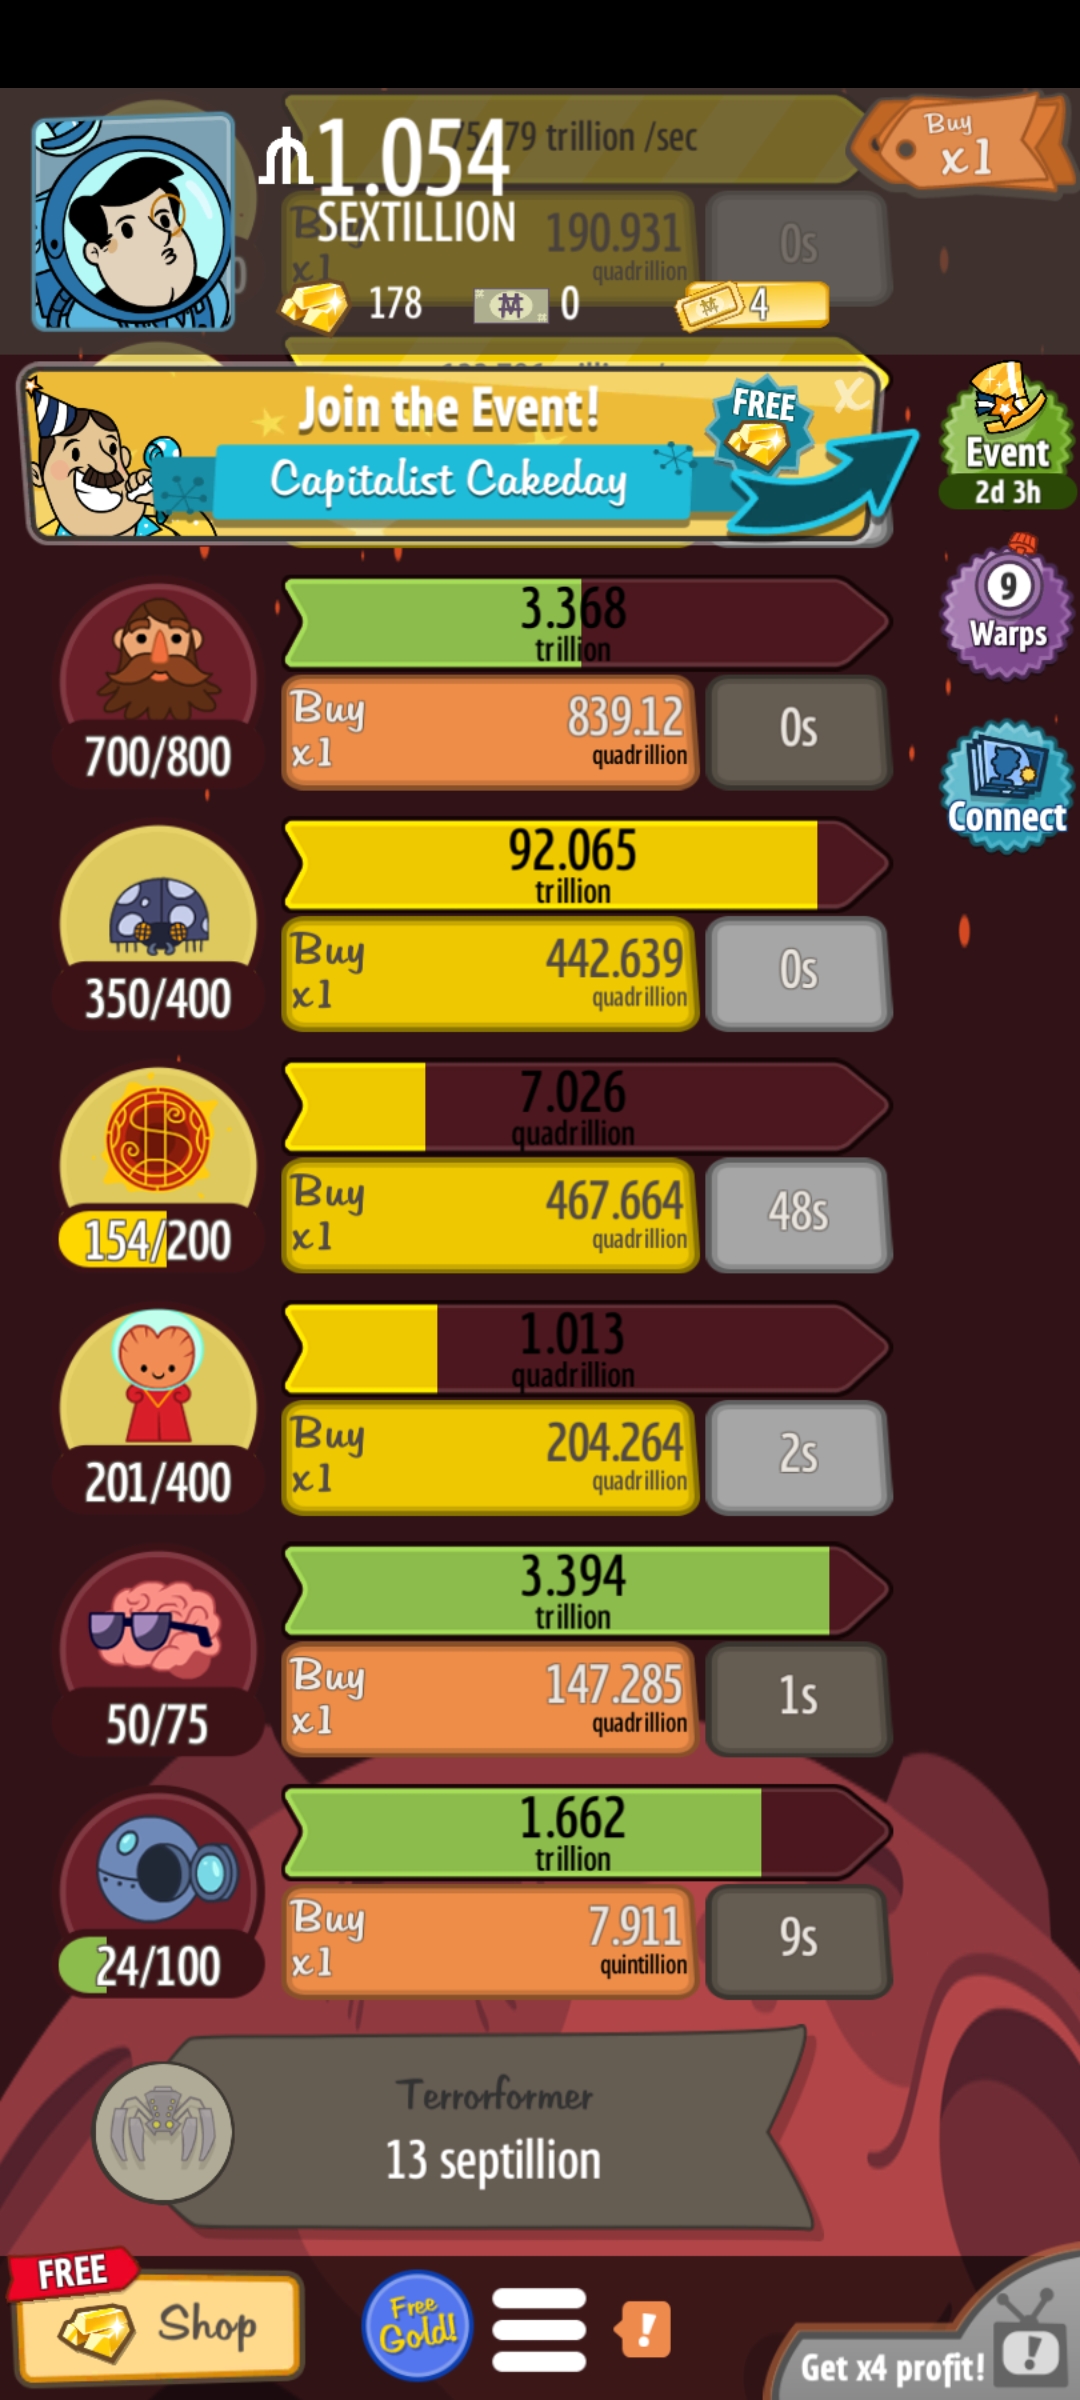 1.054
SEXTILLION
79 trillion /sec
Buy
x1
Buy
x1
190.931
quadrillion
0s
178
0
4
Join the Event!
Capitalist Cakeday
FREE
X
Event
2d 3h
9
Warps
Connect
3.368
trillion
700/800
Buy
x1
839.12
quadrillion
0s
92.065
trillion
350/400
Buy
x1
442.639
quadrillion
0s
7.026
quadrillion
154/200
Buy
x1
467.664
quadrillion
48s
1.013
quadrillion
201/400
Buy
x1
204.264
quadrillion
2s
3.394
trillion
50/75
Buy
x1
147.285
quadrillion
1s
1.662
trillion
24/100
Buy
x1
7.911
quintillion
9s
Terrorformer
13 septillion
FREE
Shop
Free
Gold!
!
Get x4 profit!
!